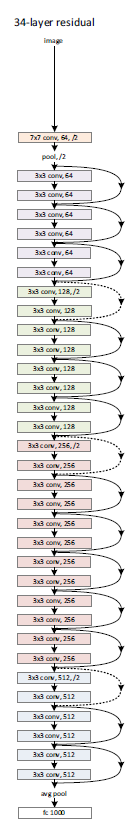 34-layer residual
image
7x7 conv, 64, /2
pool, /2
3x3 conv, 64
3x3 conv, 64
3x3 conv, 64
3x3 conv, 64
3x3 conv, 64
3x3 conv, 64
3x3 conv, 128, /2
3x3 conv, 128
3x3 conv, 128
3x3 conv, 128
3x3 conv, 128
3x3 conv, 128
3x3 conv, 128
3x3 conv, 128
3x3 conv, 256, /2
3x3 conv, 256
3x3 conv, 256
3x3 conv, 256
3x3 conv, 256
3x3 conv, 256
3x3 conv, 256
3x3 conv, 256
3x3 conv, 256
3x3 conv, 256
3x3 conv, 256
3x3 conv, 256
3x3 conv, 512, /2
3x3 conv, 512
3x3 conv, 512
3x3 conv, 512
3x3 conv, 512
3x3 conv, 512
avg pool
fc 1000